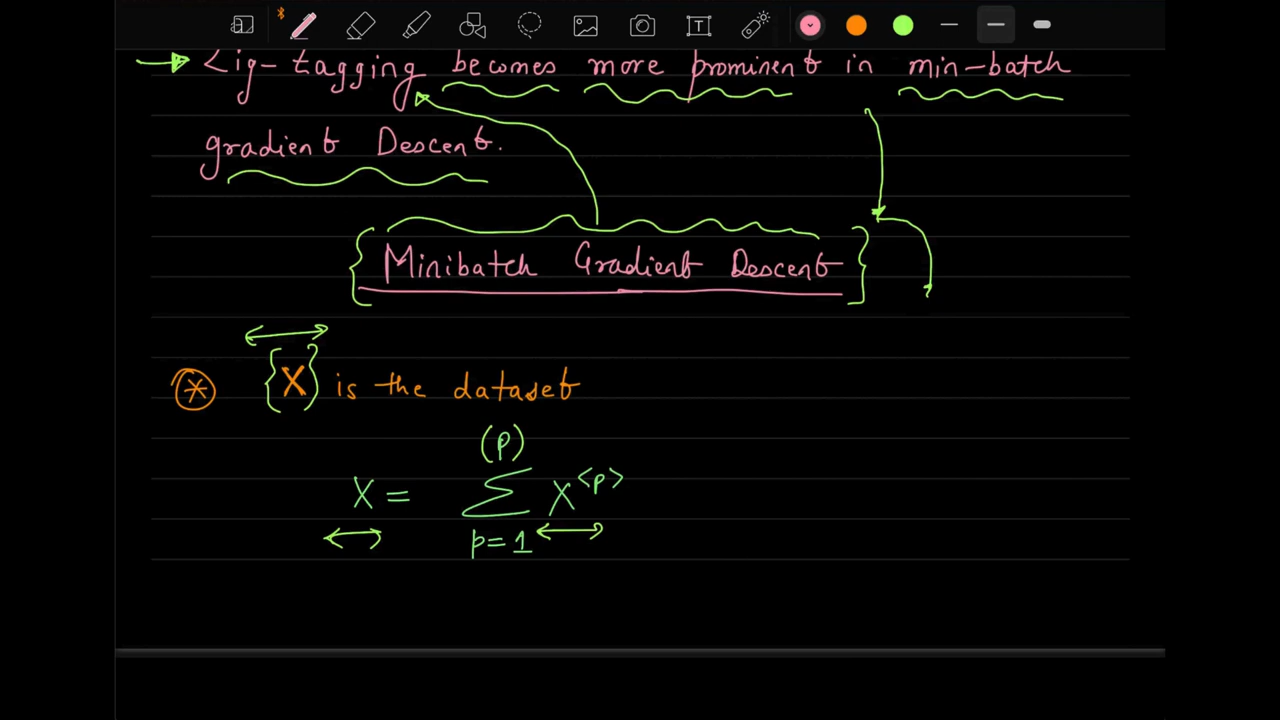 Zig-tagging becomes more prominent in min-batch
gradient Descent.
{Minibatch Gradient Descent}
* {X} is the dataset
(p)
X = Σ X<p>
p=1